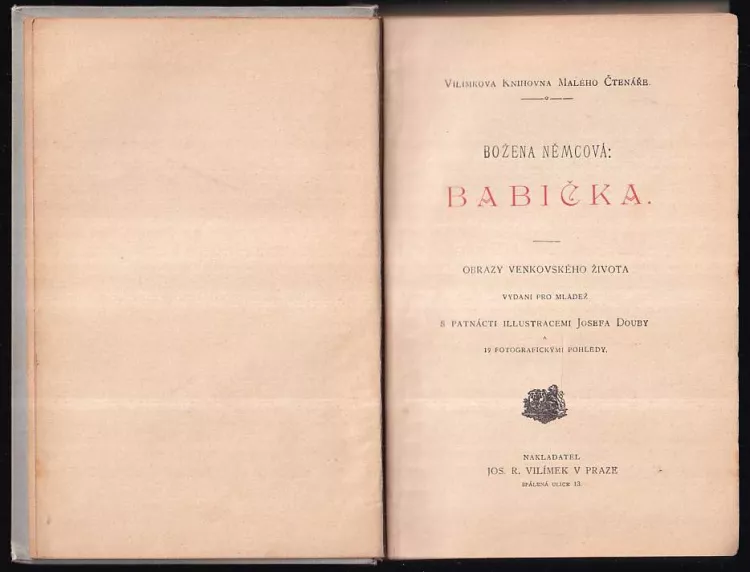 Vilímkova Knihovna Malého Čtenáře.
BOŽENA NĚMCOVÁ:
BABIČKA.
OBRAZY VENKOVSKÉHO ŽIVOTA
VYDÁNÍ PRO MLÁDEŽ
S PATNÁCTI ILLUSTRACEMI JOSEFA DOUBY
A
19 FOTOGRAFICKÝMI POHLEDY.
NAKLADATEL
JOS. R. VILÍMEK V PRAZE
SPÁLENÁ ULICE 13.